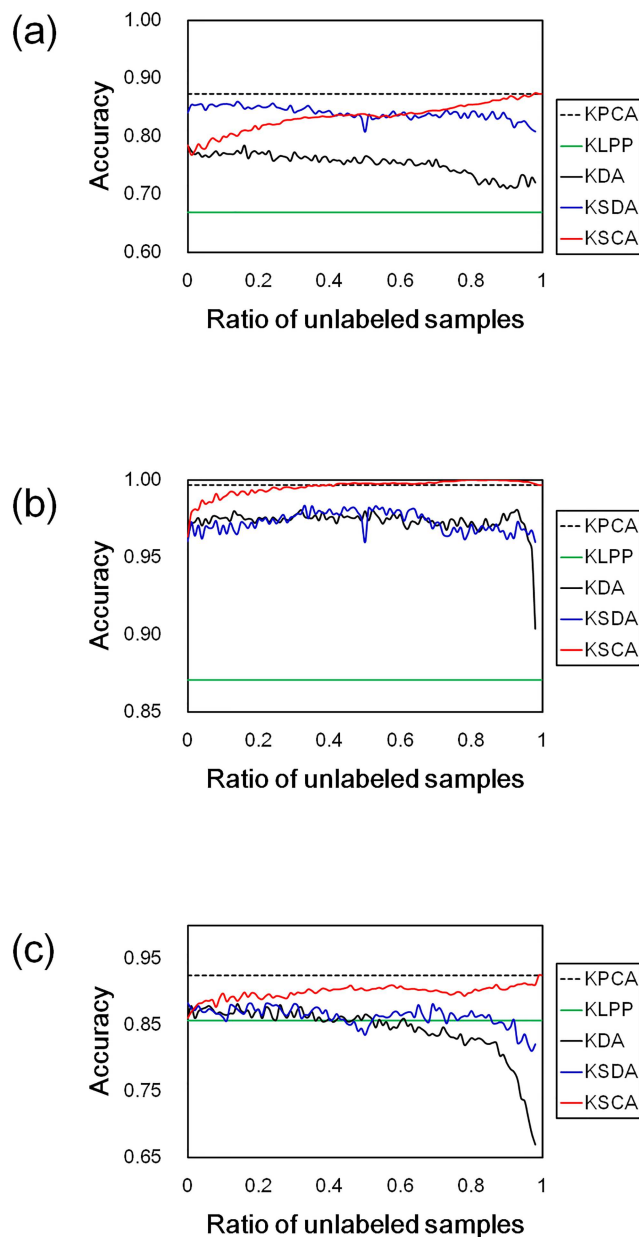 (a)
1.00
0.90
0.80
0.70
0.60
Accuracy
0 0.2 0.4 0.6 0.8 1
Ratio of unlabeled samples
KPCA
KLPP
KDA
KSDA
KSCA
(b)
1.00
0.95
0.90
0.85
Accuracy
0 0.2 0.4 0.6 0.8 1
Ratio of unlabeled samples
KPCA
KLPP
KDA
KSDA
KSCA
(c)
0.95
0.85
0.75
0.65
Accuracy
0 0.2 0.4 0.6 0.8 1
Ratio of unlabeled samples
KPCA
KLPP
KDA
KSDA
KSCA